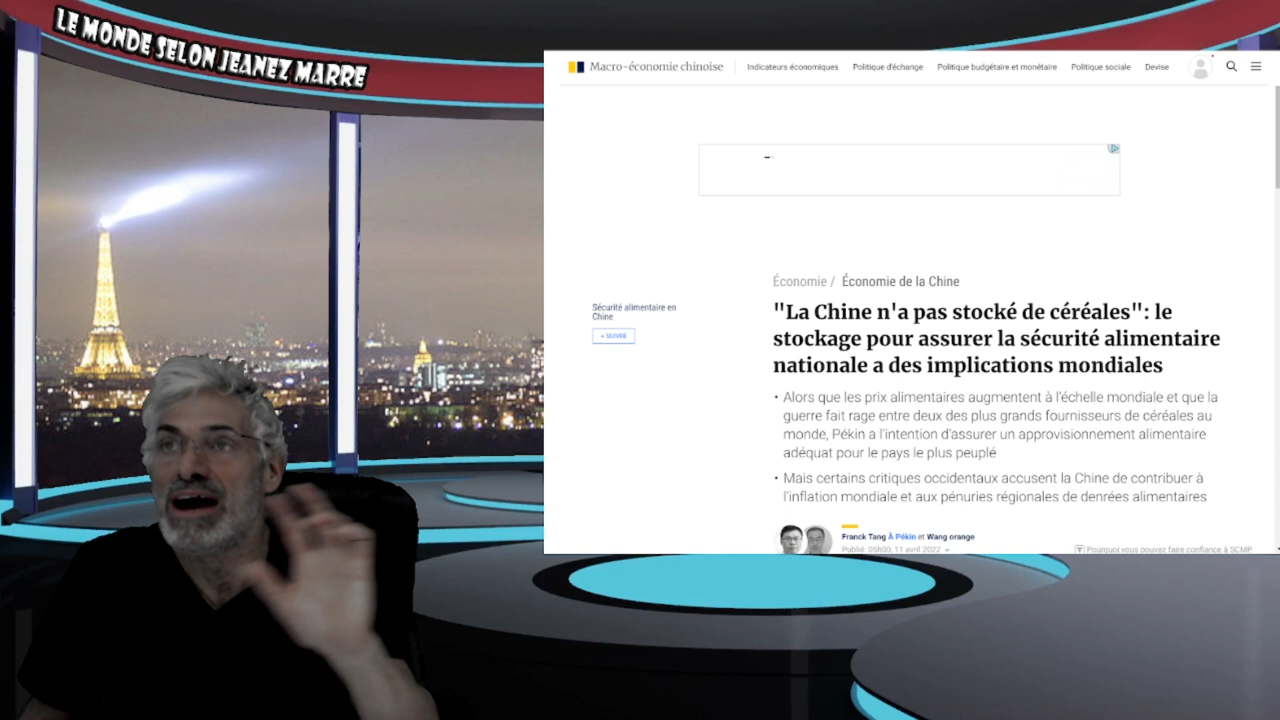 LE MONDE SELON JEANEZ MARRE
Macro-économie chinoise
Indicateurs économiques
Politique d'échange
Politique budgétaire et monétaire
Politique sociale
Devise
Économie / Économie de la Chine
Sécurité alimentaire en
Chine
+ SUIVRE
"La Chine n'a pas stocké de céréales": le
stockage pour assurer la sécurité alimentaire
nationale a des implications mondiales
• Alors que les prix alimentaires augmentent à l'échelle mondiale et que la
guerre fait rage entre deux des plus grands fournisseurs de céréales au
monde, Pékin a l'intention d'assurer un approvisionnement alimentaire
adéquat pour le pays le plus peuplé
• Mais certains critiques occidentaux accusent la Chine de contribuer à
l'inflation mondiale et aux pénuries régionales de denrées alimentaires
Franck Tang À Pékin et Wang orange
Publié: 05h00, 11 avril 2022
Pourquoi vous pouvez faire confiance à SCMP